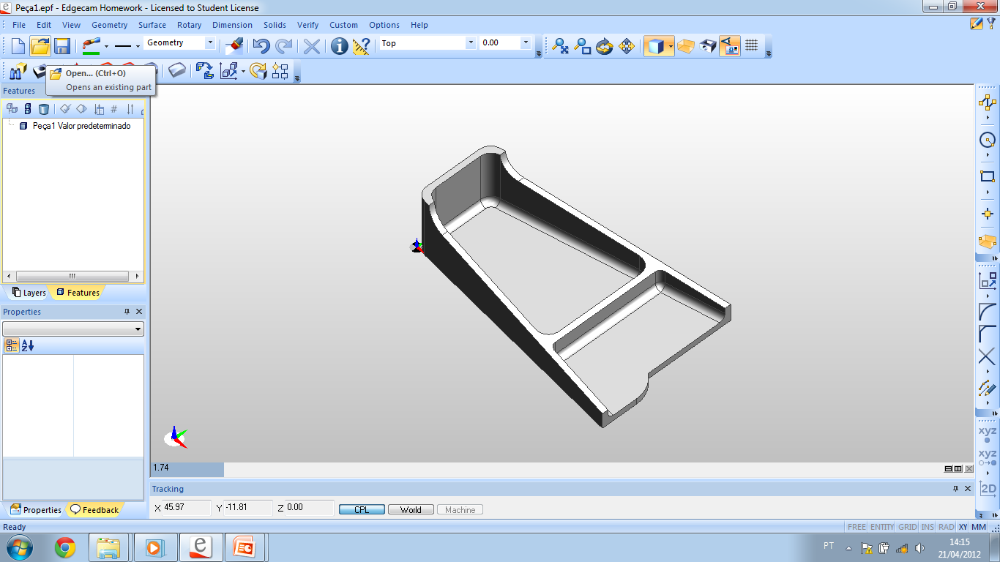 Peça1.epf - Edgecam Homework - Licensed to Student License
File Edit View Geometry Surface Rotary Dimension Solids Verify Custom Options Help
Geometry Top 0.00
Open... (Ctrl+O)
Opens an existing part
Features
Peça1 Valor predeterminado
Layers Features
Properties
1.74
Tracking
X 45.97 Y -11.81 Z 0.00 CPL World Machine
Properties Feedback
xyz
xyz
2D
Ready FREE ENTITY GRID INS RAD XY MM
PT 14:15
21/04/2012